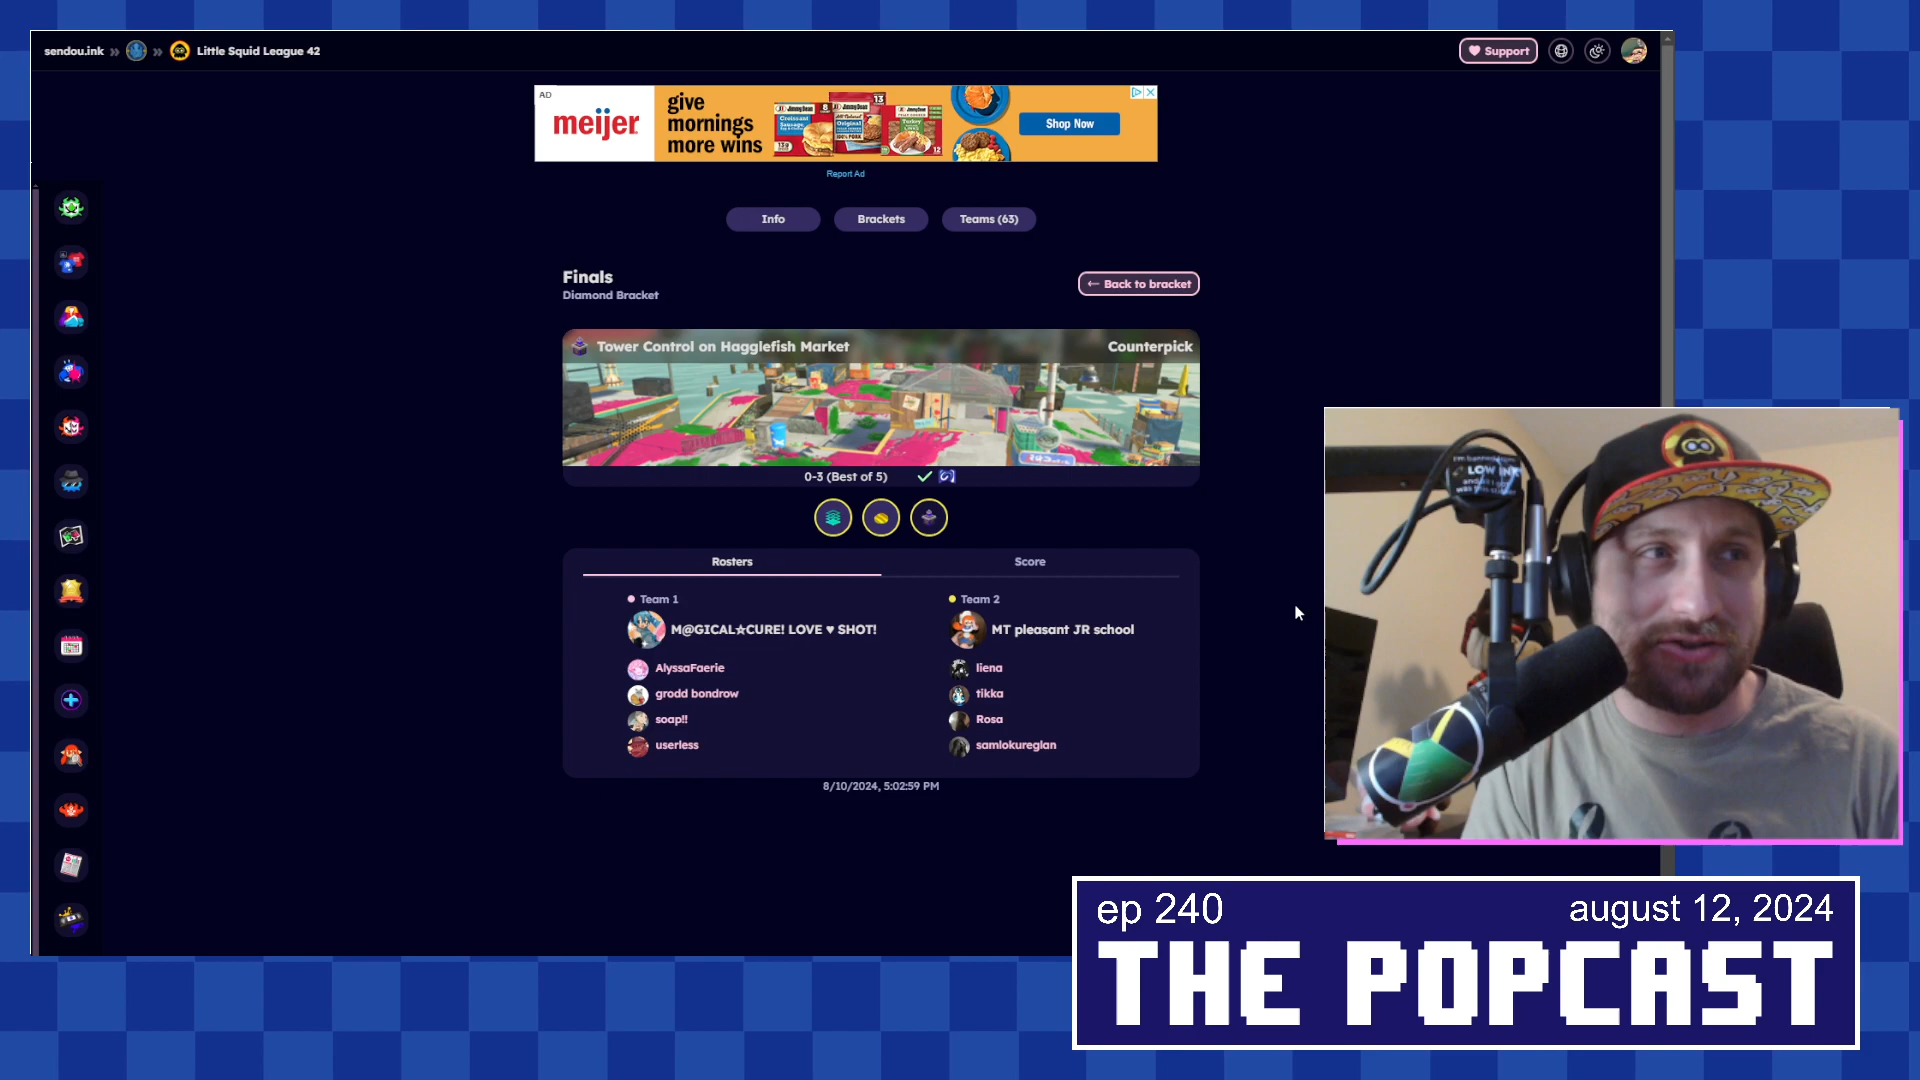 sendou.ink » » Little Squid League 42
Support
AD
meijer
give
mornings
more wins
Shop Now
Report Ad
Info
Brackets
Teams (63)
Finals
Diamond Bracket
← Back to bracket
Tower Control on Hagglefish Market
Counterpick
0-3 (Best of 5)
Rosters
Score
Team 1
M@GICAL☆CURE! LOVE ♥ SHOT!
AlyssaFaerie
grodd bondrow
soap!!
userless
Team 2
MT pleasant JR school
liena
tikka
Rosa
samlokureglan
8/10/2024, 5:02:59 PM
LOW INK
ep 240
august 12, 2024
THE POPCAST